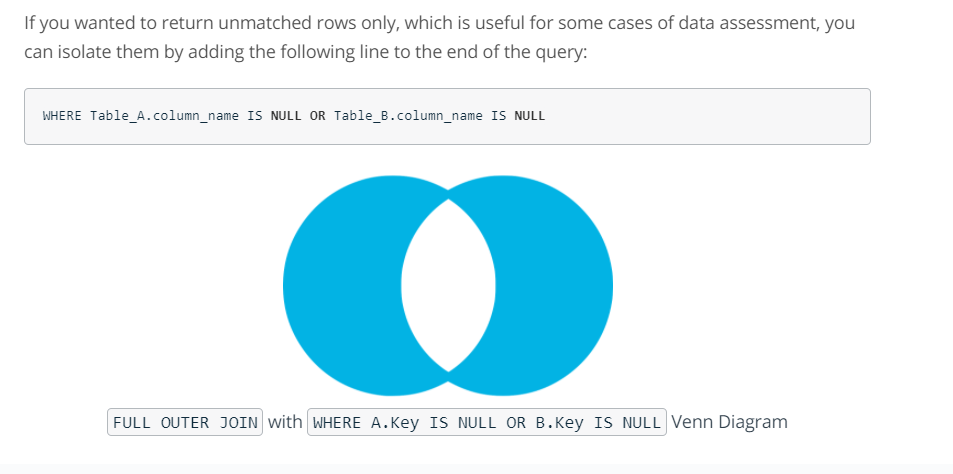 If you wanted to return unmatched rows only, which is useful for some cases of data assessment, you
can isolate them by adding the following line to the end of the query:
WHERE Table_A.column_name IS NULL OR Table_B.column_name IS NULL
FULL OUTER JOIN with WHERE A.Key IS NULL OR B.Key IS NULL Venn Diagram